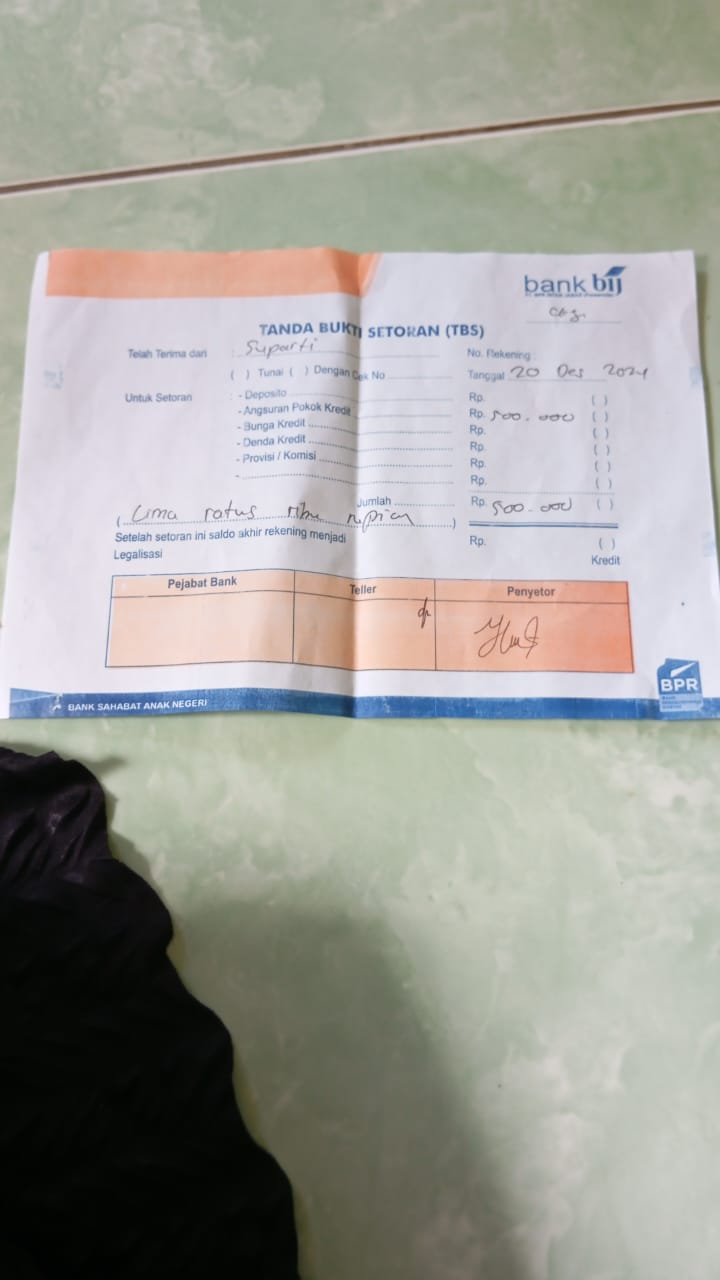 bank bij
TANDA BUKTI SETORAN (TBS)
Telah Terima dari : Suparti
No. Rekening :
( ) Tunai ( ) Dengan Cek No
Tanggal 20 Des 2024
Untuk Setoran : - Deposito Rp. ( )
- Angsuran Pokok Kredit Rp. 500.000 ( )
- Bunga Kredit Rp. ( )
- Denda Kredit Rp. ( )
- Provisi / Komisi Rp. ( )
- Rp. ( )
Jumlah Rp. 500.000 ( )
( Lima ratus ribu rupiah )
Setelah setoran ini saldo akhir rekening menjadi Rp. ( )
Legalisasi Kredit
Pejabat Bank Teller Penyetor
BANK SAHABAT ANAK NEGERI
BPR